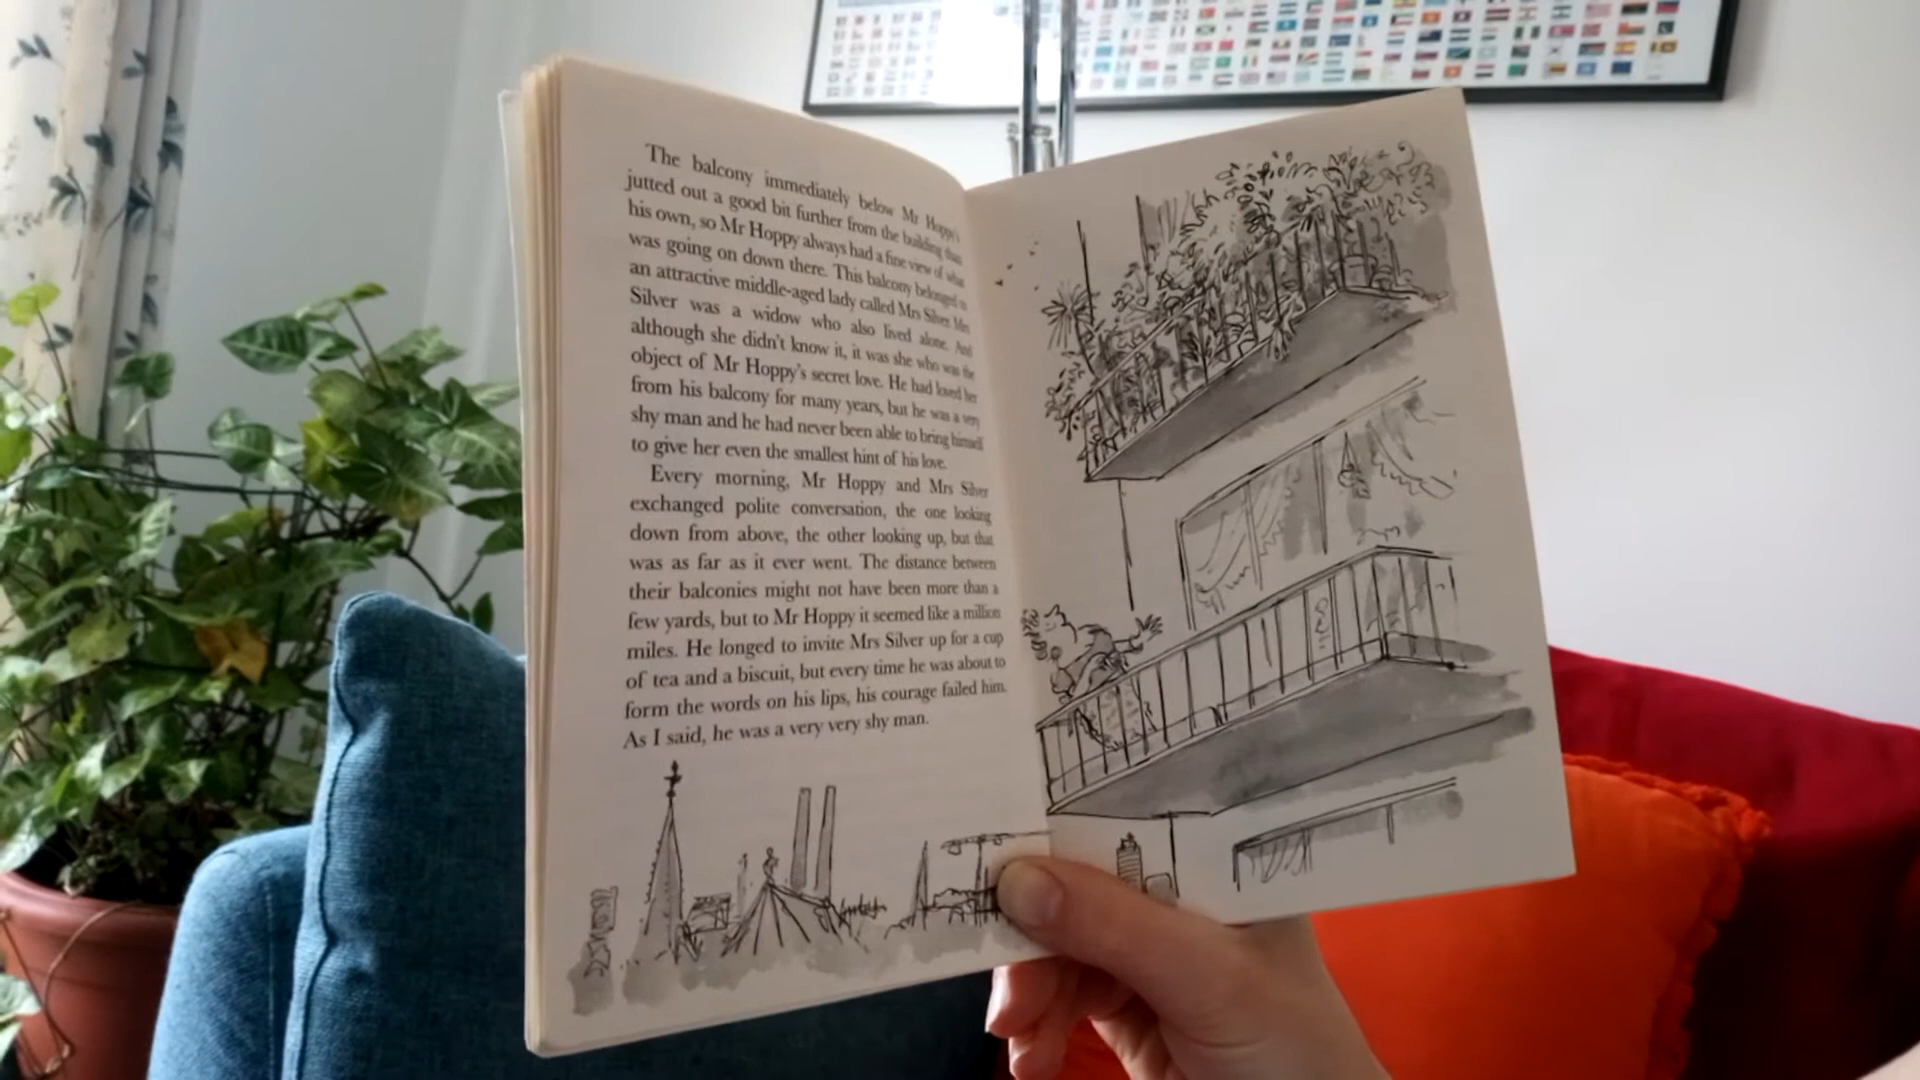 The balcony immediately below Mr Hoppy's
jutted out a good bit further from the building than
his own, so Mr Hoppy always had a fine view of what
was going on down there. This balcony belonged to
an attractive middle-aged lady called Mrs Silver. Mrs
Silver was a widow who also lived alone. And
although she didn't know it, it was she who was the
object of Mr Hoppy's secret love. He had loved her
from his balcony for many years, but he was a very
shy man and he had never been able to bring himself
to give her even the smallest hint of his love.
Every morning, Mr Hoppy and Mrs Silver
exchanged polite conversation, the one looking
down from above, the other looking up, but that
was as far as it ever went. The distance between
their balconies might not have been more than a
few yards, but to Mr Hoppy it seemed like a million
miles. He longed to invite Mrs Silver up for a cup
of tea and a biscuit, but every time he was about to
form the words on his lips, his courage failed him.
As I said, he was a very very shy man.